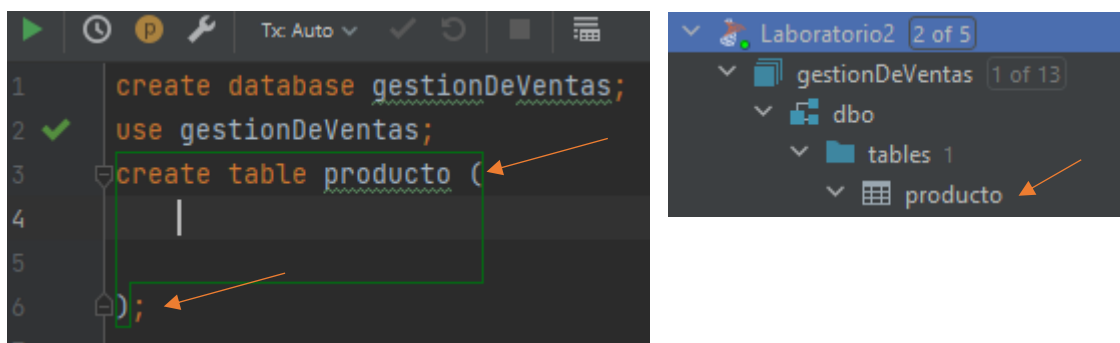 Tx: Auto
1 create database gestionDeVentas;
2 use gestionDeVentas;
3 create table producto (
4
5
6 );
Laboratorio2 2 of 5
gestionDeVentas 1 of 13
dbo
tables 1
producto